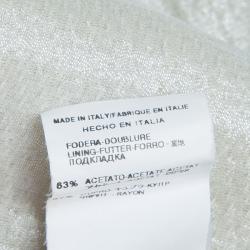 MADE IN ITALY/FABRIQUE EN ITALIE
HECHO EN ITALIA
FODERA-DOUBLURE
LINING-FUTTER-FORRO-
ПОДКЛАДКА
63% ACETATO-ACETATE
RAYON